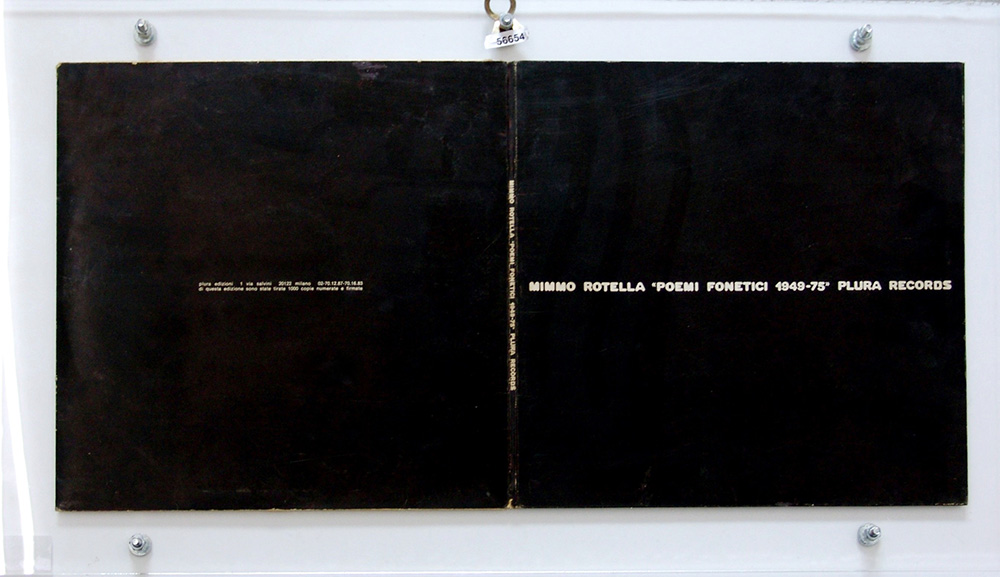 56654
plura edizioni 1 via salvini 20122 milano 02-70.12.87-70.16.83
di questa edizione sono state tirate 1000 copie numerate e firmate
MIMMO ROTELLA "POEMI FONETICI 1949-75" PLURA RECORDS
MIMMO ROTELLA "POEMI FONETICI 1949-75" PLURA RECORDS